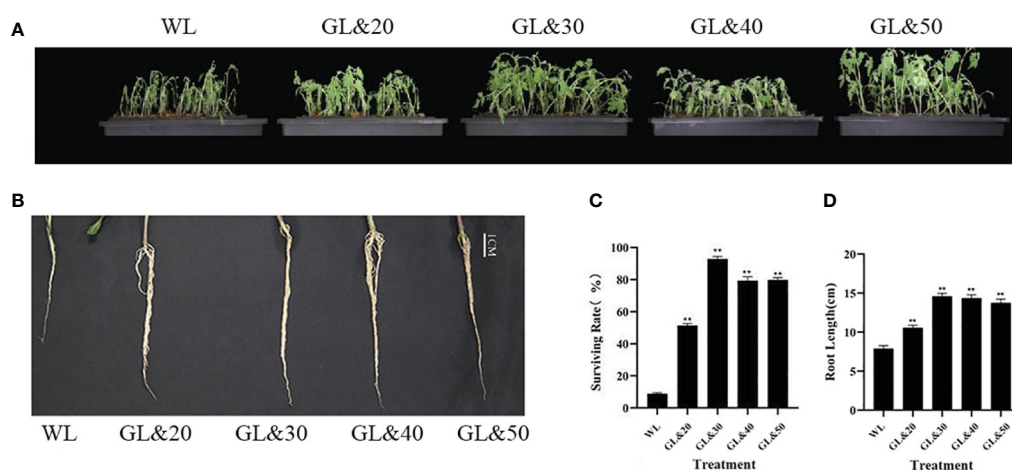 A
WL GL&20 GL&30 GL&40 GL&50
B
1CM
WL GL&20 GL&30 GL&40 GL&50
C
Surviving Rate( %)
100
80
60
40
20
0
**
**
**
**
WL GL&20 GL&30 GL&40 GL&50
Treatment
D
Root Length(cm)
20
15
10
5
0
**
**
**
**
WL GL&20 GL&30 GL&40 GL&50
Treatment